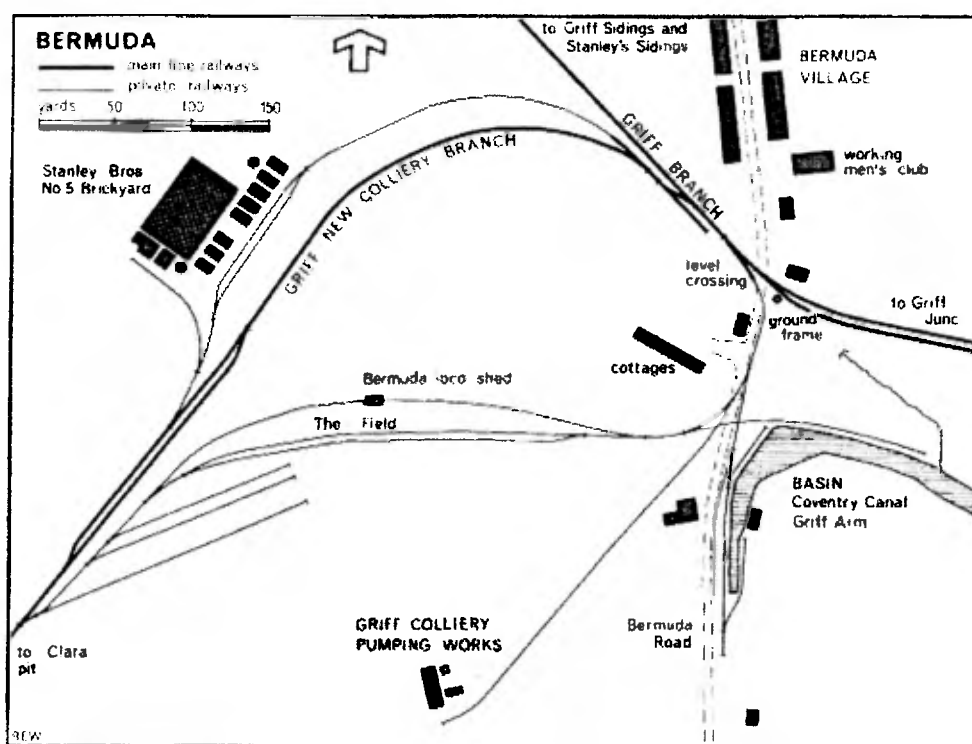 BERMUDA
main line railways
private railways
yards 50 100 150
to Griff Sidings and
Stanley's Sidings
BERMUDA
VILLAGE
GRIFF BRANCH
working
men's club
Stanley Bros
No 5 Brickyard
GRIFF NEW COLLIERY BRANCH
level
crossing
to Griff
Junc
ground
frame
cottages
Bermuda loco shed
The Field
BASIN
Coventry Canal
Griff Arm
GRIFF COLLIERY
PUMPING WORKS
Bermuda
Road
to Clara
pit
REW